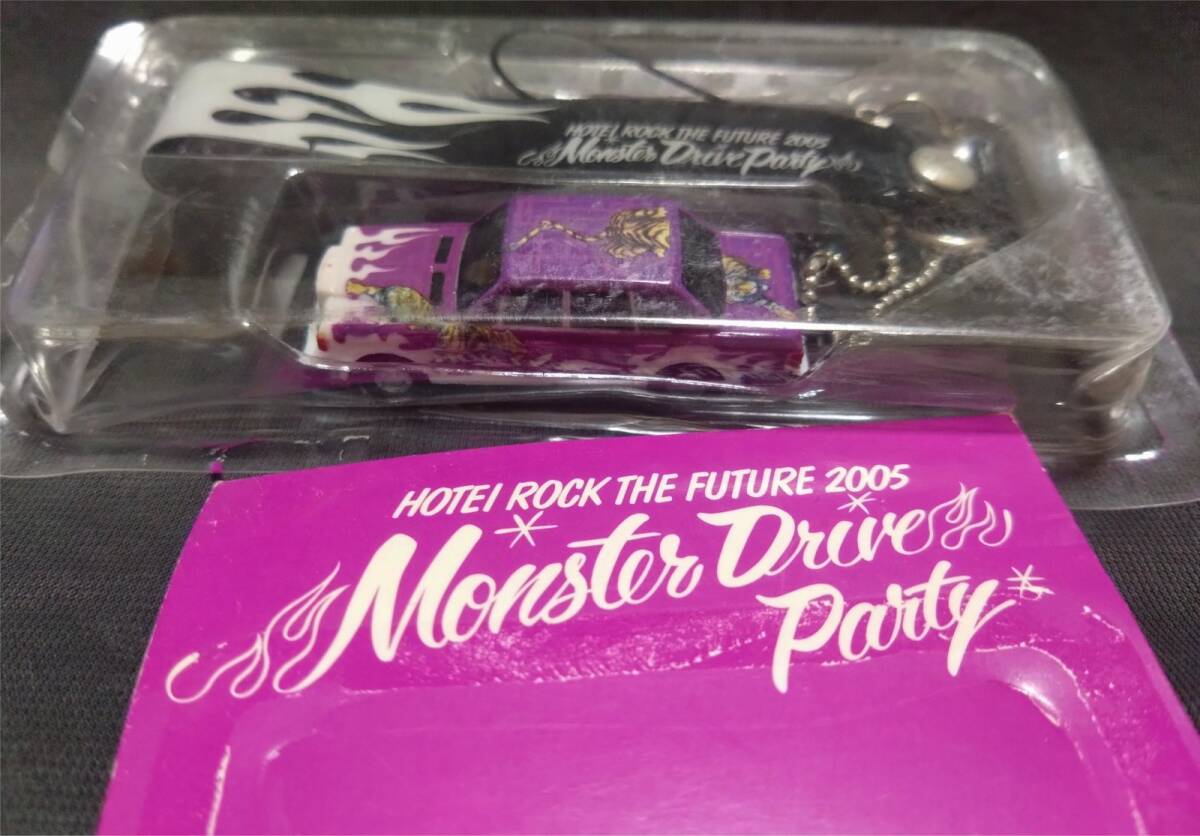 HOTEI ROCK THE FUTURE 2005
Monster Drive Party
HOTEI ROCK THE FUTURE 2005
Monster Drive
Party